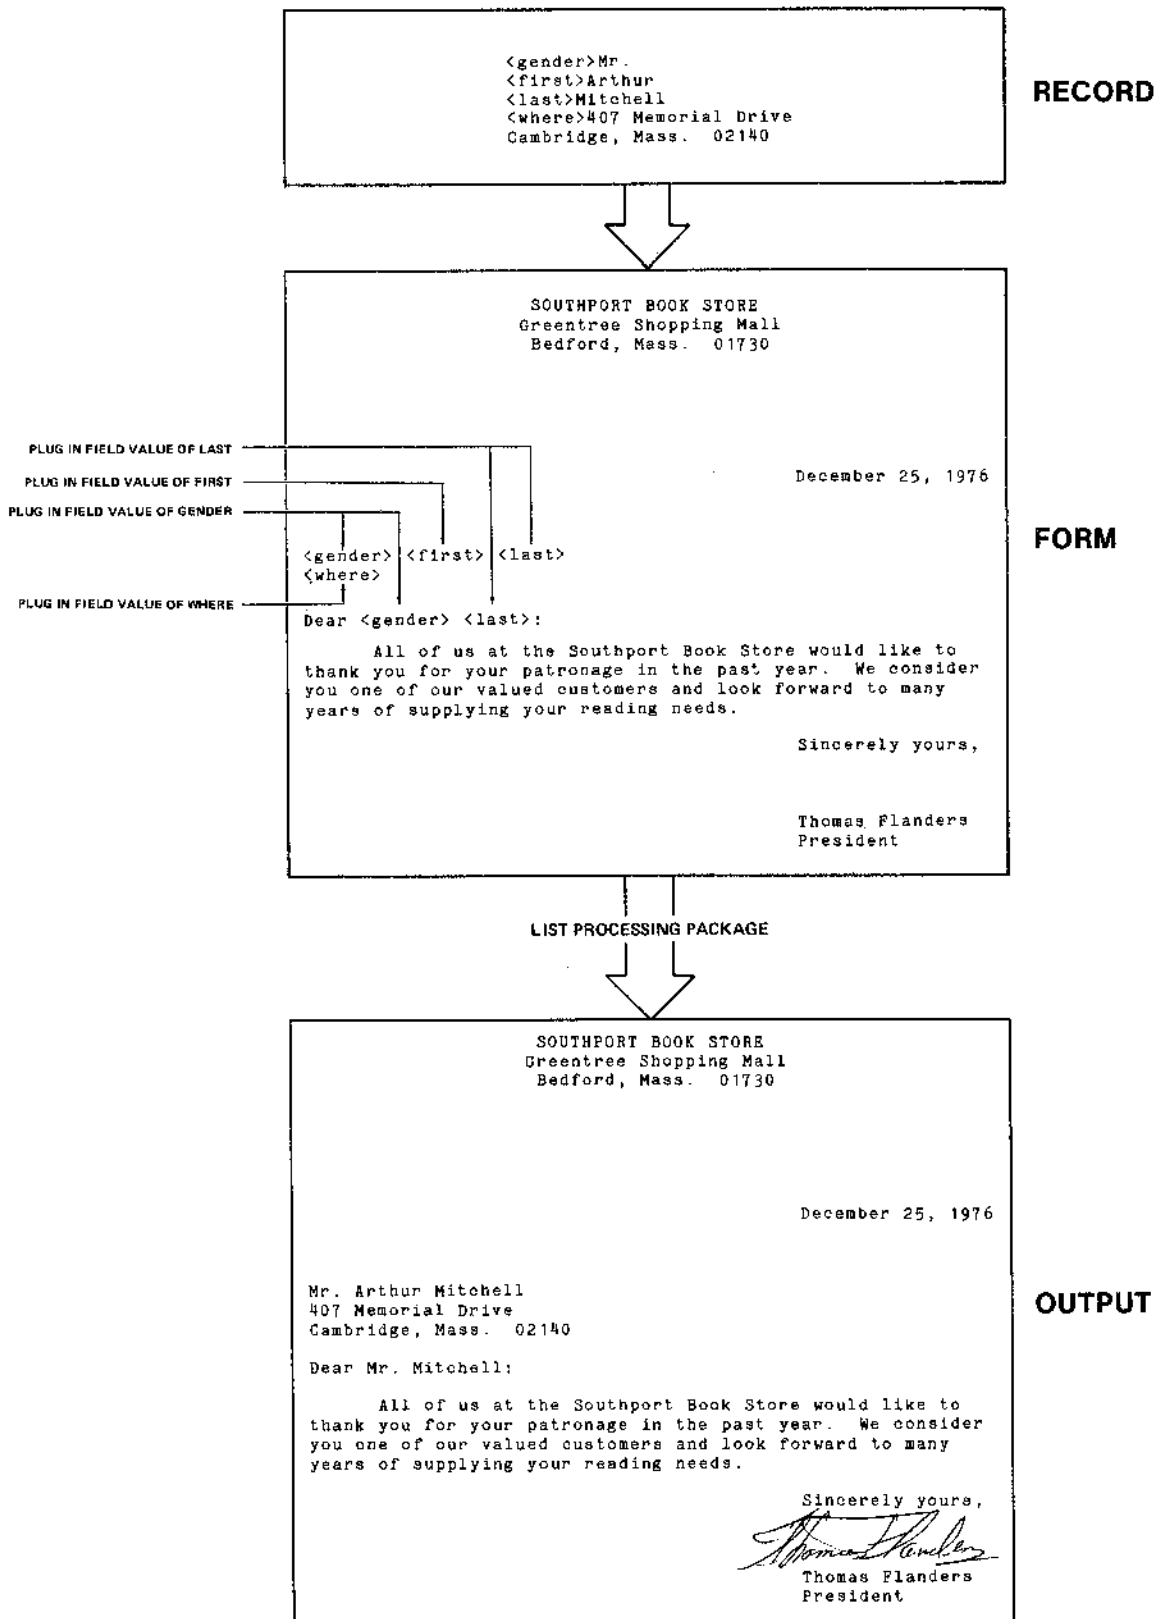 <gender>Mr.
<first>Arthur
<last>Mitchell
<where>407 Memorial Drive
Cambridge, Mass.  02140
RECORD
SOUTHPORT BOOK STORE
Greentree Shopping Mall
Bedford, Mass.  01730
PLUG IN FIELD VALUE OF LAST
December 25, 1976
PLUG IN FIELD VALUE OF FIRST
PLUG IN FIELD VALUE OF GENDER
FORM
<gender> <first> <last>
<where>
PLUG IN FIELD VALUE OF WHERE
Dear <gender> <last>:
All of us at the Southport Book Store would like to
thank you for your patronage in the past year.  We consider
you one of our valued customers and look forward to many
years of supplying your reading needs.
Sincerely yours,
Thomas Flanders
President
LIST PROCESSING PACKAGE
SOUTHPORT BOOK STORE
Greentree Shopping Mall
Bedford, Mass.  01730
December 25, 1976
Mr. Arthur Mitchell
407 Memorial Drive
Cambridge, Mass.  02140
OUTPUT
Dear Mr. Mitchell:
All of us at the Southport Book Store would like to
thank you for your patronage in the past year.  We consider
you one of our valued customers and look forward to many
years of supplying your reading needs.
Sincerely yours,
Thomas Flanders
Thomas Flanders
President